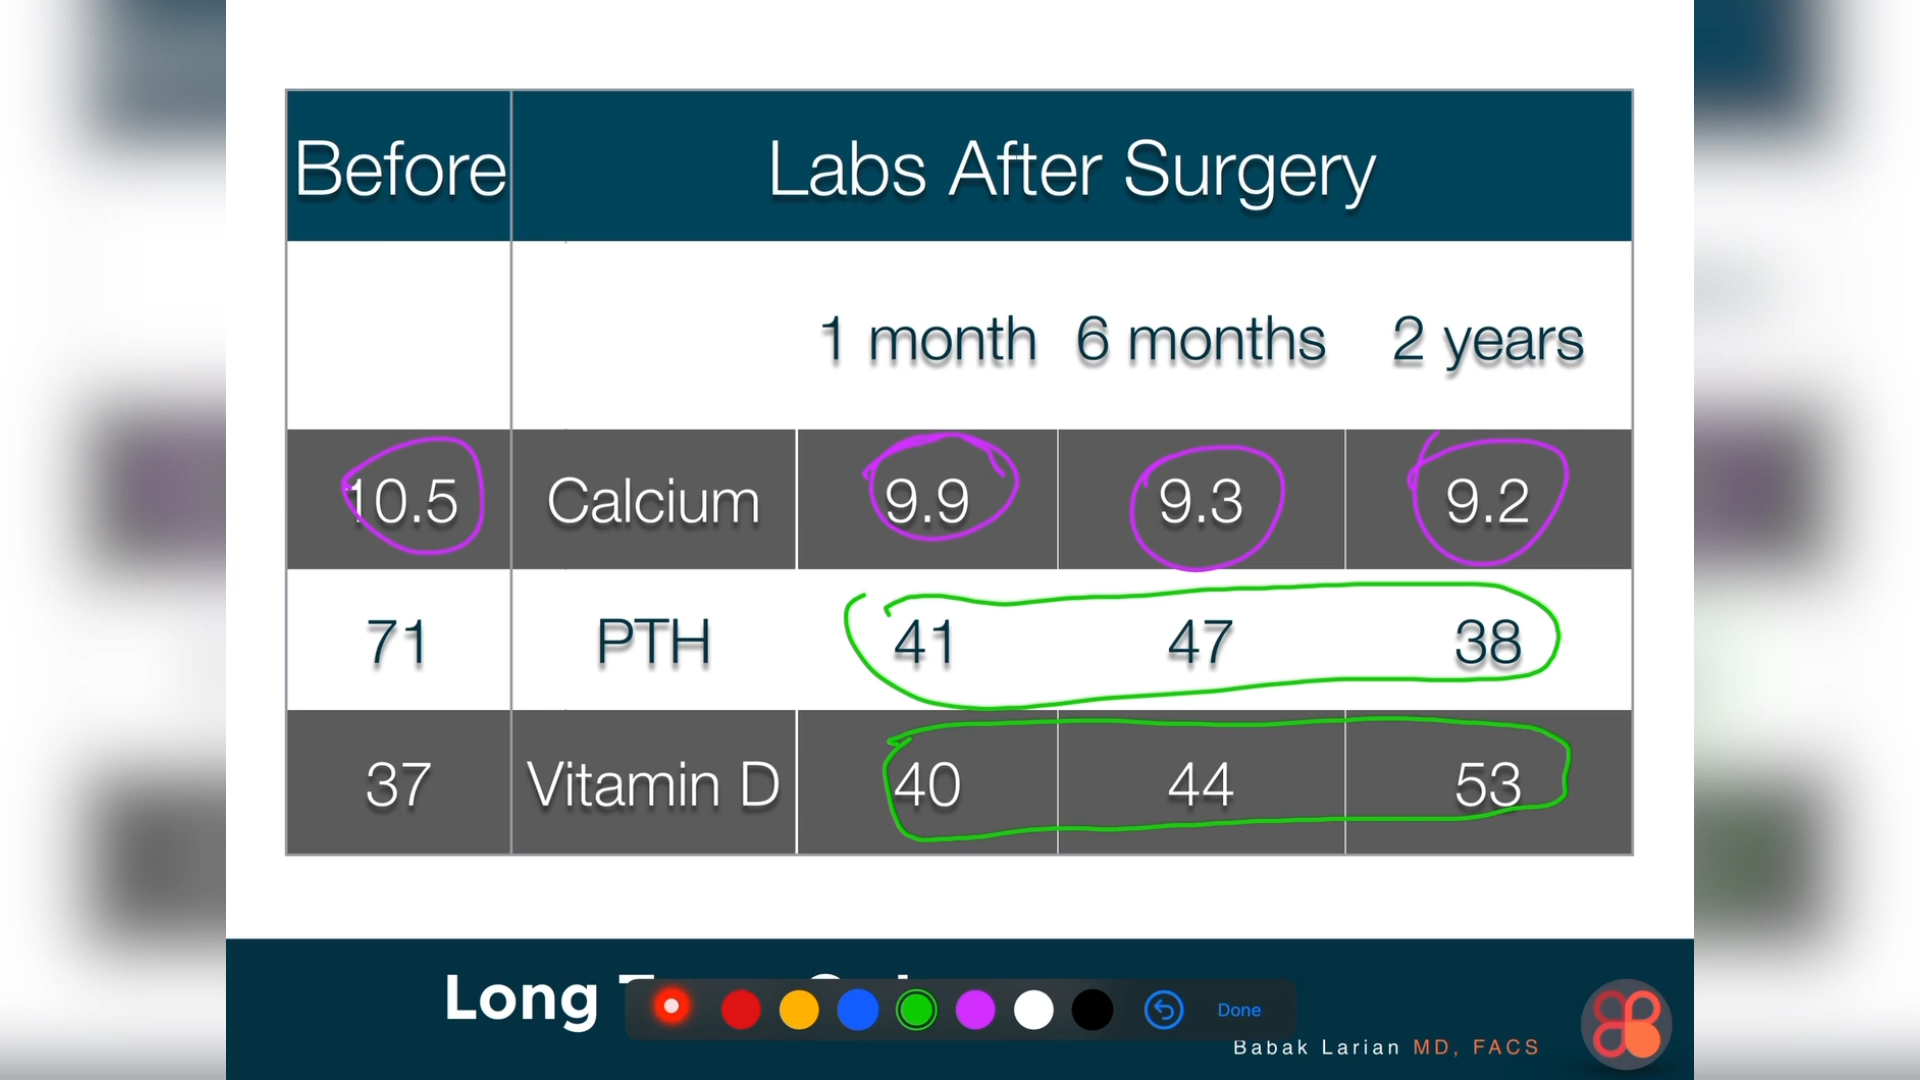 Before Labs After Surgery
1 month 6 months 2 years
10.5 Calcium 9.9 9.3 9.2
71 PTH 41 47 38
37 Vitamin D 40 44 53
Long
Done
Babak Larian MD, FACS